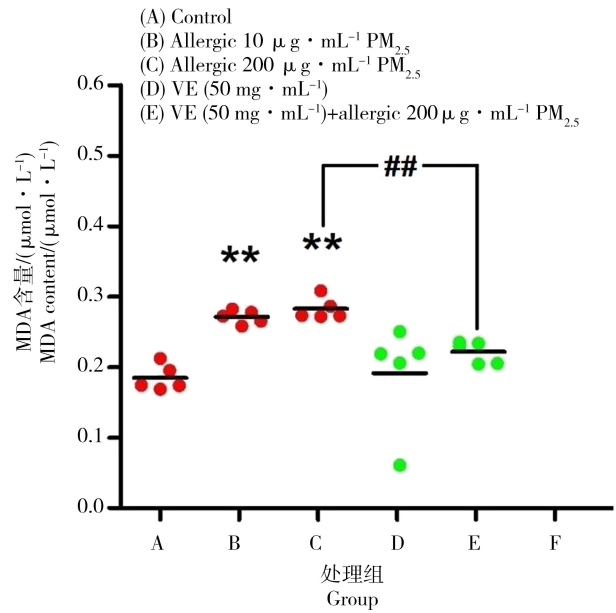 (A) Control
(B) Allergic 10 μg·mL⁻¹ PM₂.₅
(C) Allergic 200 μg·mL⁻¹ PM₂.₅
(D) VE (50 mg·mL⁻¹)
(E) VE (50 mg·mL⁻¹)+allergic 200μg·mL⁻¹ PM₂.₅
MDA含量/(μmol·L⁻¹)
MDA content/(μmol·L⁻¹)
0.6
0.5
0.4
0.3
0.2
0.1
0.0
##
** **
A B C D E F
处理组
Group